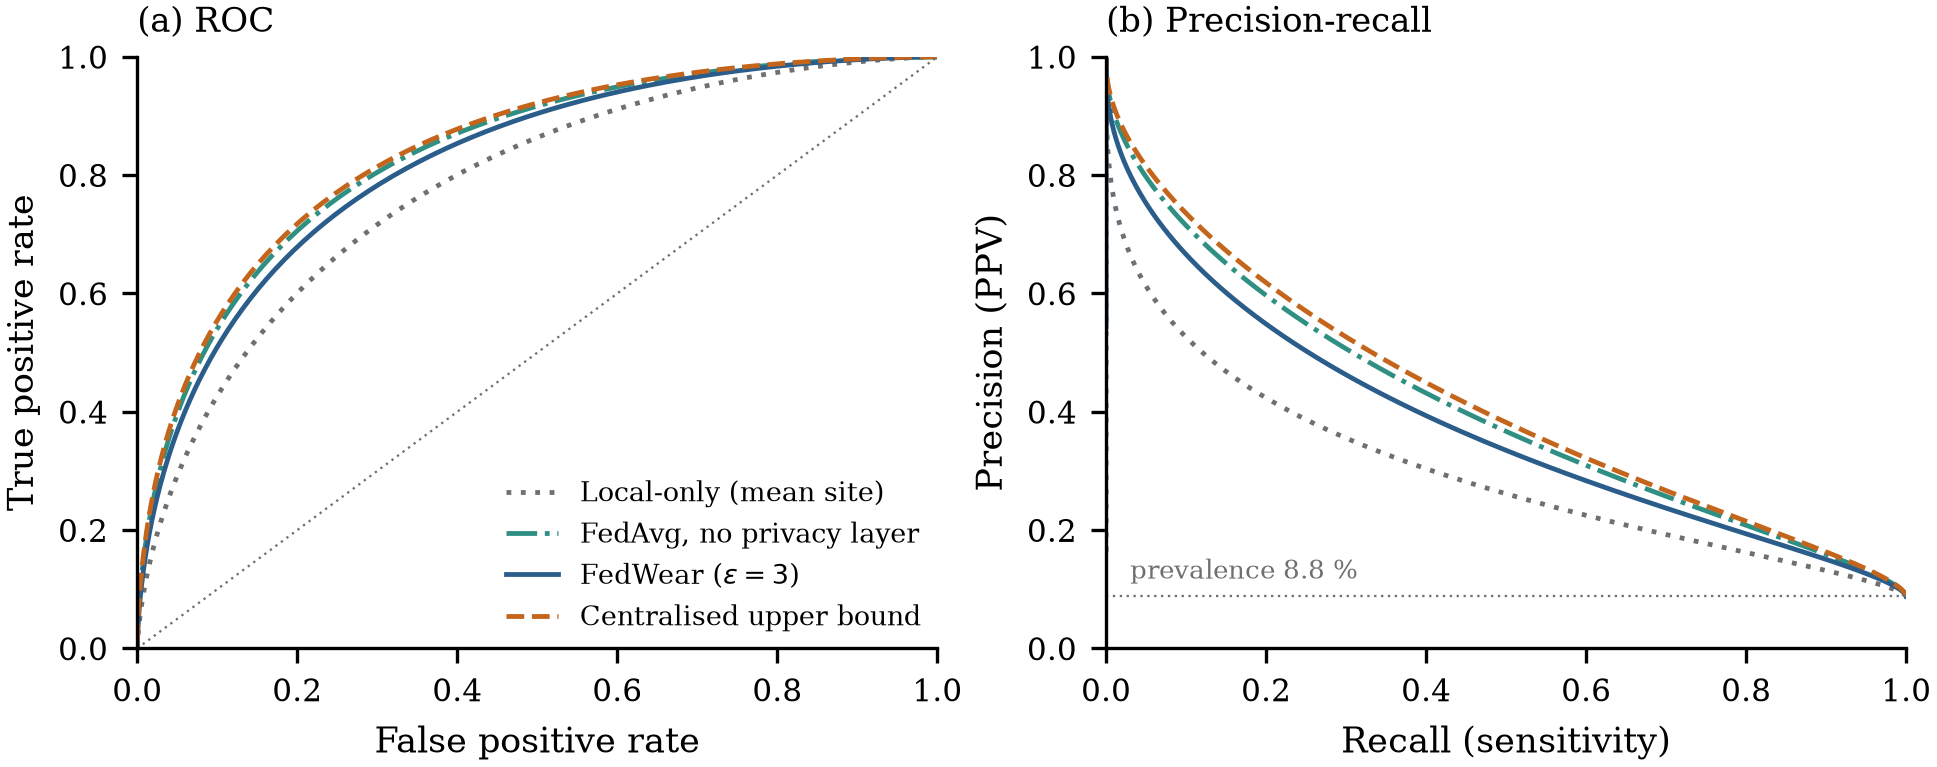 (a) ROC
True positive rate
1.0
0.8
0.6
0.4
0.2
0.0
Local-only (mean site)
FedAvg, no privacy layer
FedWear (ε = 3)
Centralised upper bound
0.0 0.2 0.4 0.6 0.8 1.0
False positive rate
(b) Precision-recall
Precision (PPV)
1.0
0.8
0.6
0.4
0.2
0.0
prevalence 8.8 %
0.0 0.2 0.4 0.6 0.8 1.0
Recall (sensitivity)